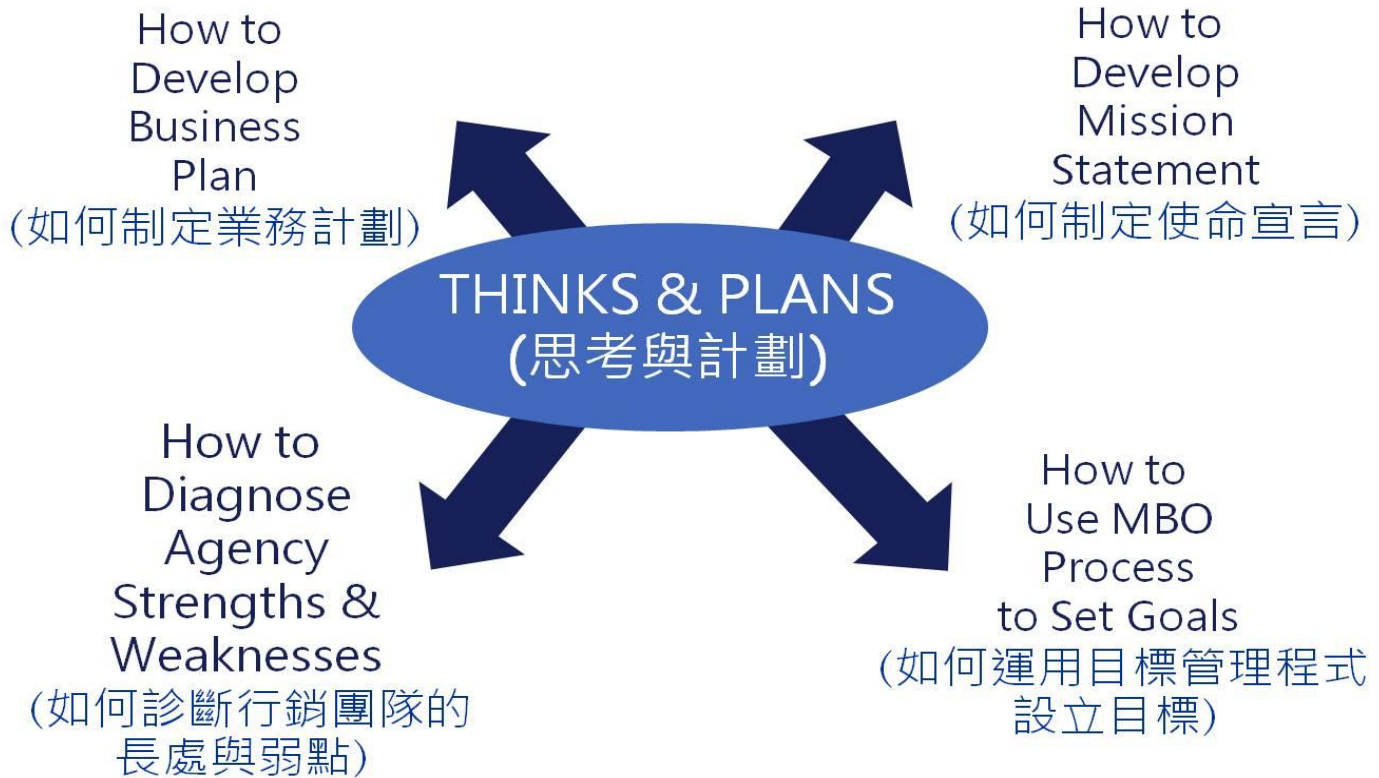 How to
Develop
Business
Plan
(如何制定業務計劃)
How to
Develop
Mission
Statement
(如何制定使命宣言)
THINKS & PLANS
(思考與計劃)
How to
Diagnose
Agency
Strengths &
Weaknesses
(如何診斷行銷團隊的
長處與弱點)
How to
Use MBO
Process
to Set Goals
(如何運用目標管理程式
設立目標)